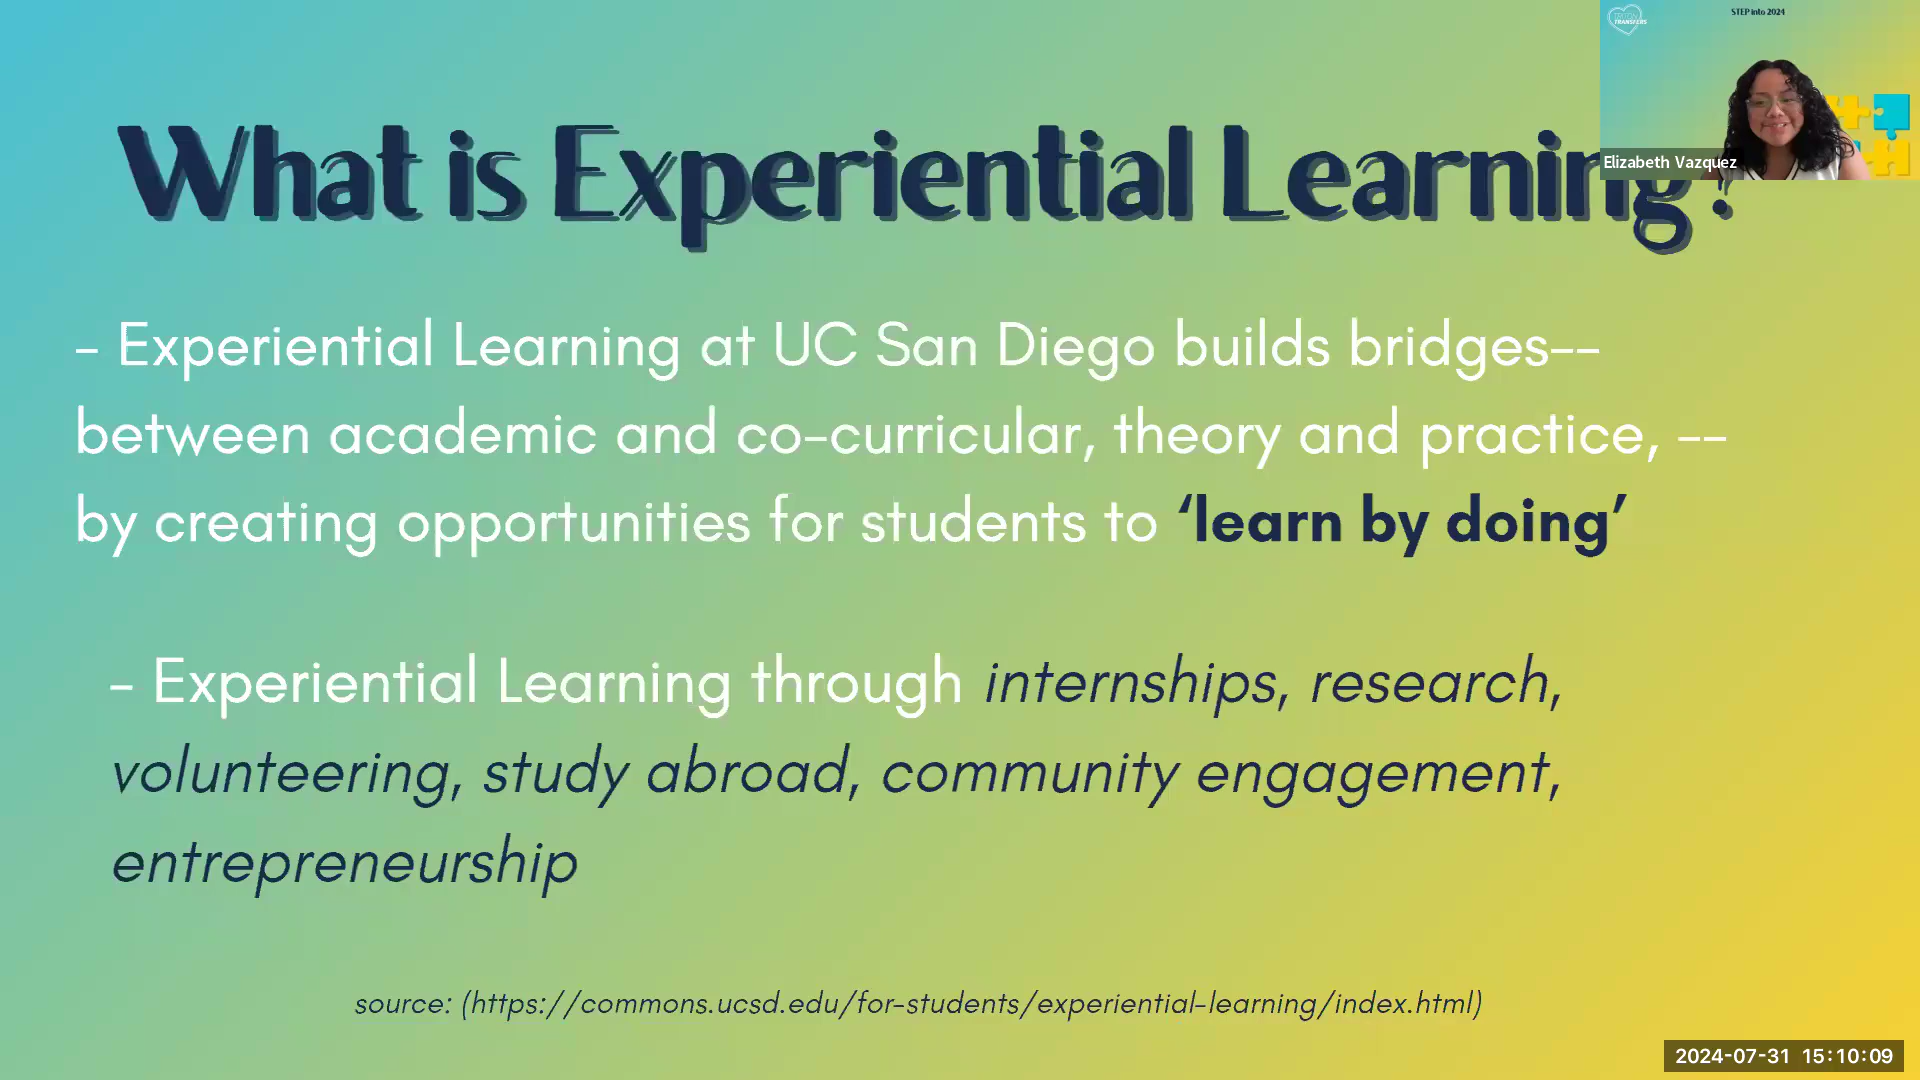 TRITON
TRANSFERS
STEP into 2024
Elizabeth Vazquez
What is Experiential Learning?
- Experiential Learning at UC San Diego builds bridges--
between academic and co-curricular, theory and practice, --
by creating opportunities for students to ‘learn by doing’
- Experiential Learning through internships, research,
volunteering, study abroad, community engagement,
entrepreneurship
source: (https://commons.ucsd.edu/for-students/experiential-learning/index.html)
2024-07-31 15:10:09